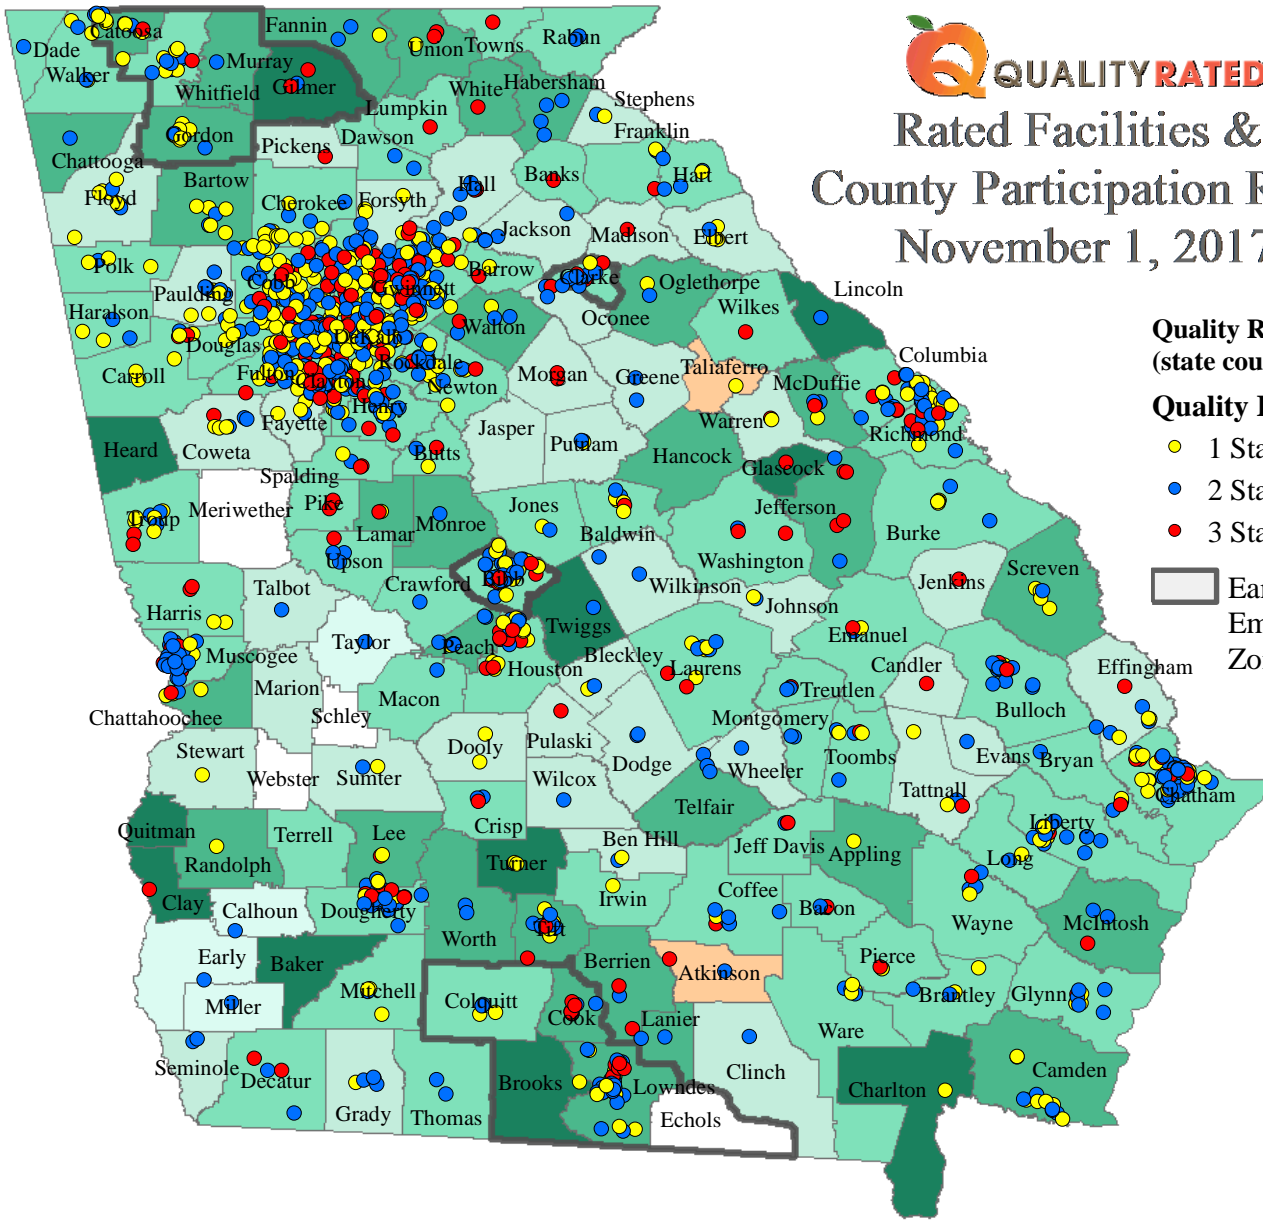 QUALITY RATED
Rated Facilities &
County Participation R
November 1, 2017
Quality R
(state cou
Quality
1 Sta
2 Sta
3 Sta
Ear
Em
Zo
Dade
Catoosa
Walker
Whitfield
Murray
Fannin
Gilmer
Union
Towns
Rabun
White
Habersham
Stephens
Lumpkin
Dawson
Franklin
Chattooga
Gordon
Pickens
Floyd
Bartow
Cherokee
Forsyth
Hall
Banks
Hart
Jackson
Madison
Elbert
Polk
Paulding
Cobb
Gwinnett
Barrow
Clarke
Oglethorpe
Wilkes
Lincoln
Haralson
Douglas
DeKalb
Walton
Oconee
Carroll
Fulton
Clayton
Rockdale
Newton
Morgan
Greene
Taliaferro
McDuffie
Columbia
Heard
Coweta
Fayette
Henry
Jasper
Putnam
Warren
Richmond
Spalding
Butts
Hancock
Glascock
Meriwether
Troup
Pike
Lamar
Monroe
Jones
Baldwin
Washington
Jefferson
Burke
Upson
Bibb
Wilkinson
Johnson
Jenkins
Screven
Harris
Talbot
Crawford
Twiggs
Taylor
Peach
Houston
Bleckley
Laurens
Emanuel
Candler
Effingham
Muscogee
Marion
Macon
Treutlen
Bulloch
Chattahoochee
Schley
Dooly
Pulaski
Montgomery
Toombs
Evans
Bryan
Stewart
Webster
Sumter
Wilcox
Dodge
Wheeler
Tattnall
Chatham
Quitman
Randolph
Terrell
Lee
Crisp
Telfair
Liberty
Clay
Calhoun
Dougherty
Turner
Ben Hill
Irwin
Jeff Davis
Appling
Long
Coffee
Bacon
Wayne
McIntosh
Early
Baker
Worth
Tift
Berrien
Atkinson
Pierce
Miller
Mitchell
Colquitt
Cook
Lanier
Ware
Brantley
Glynn
Seminole
Decatur
Grady
Thomas
Brooks
Lowndes
Echols
Clinch
Charlton
Camden